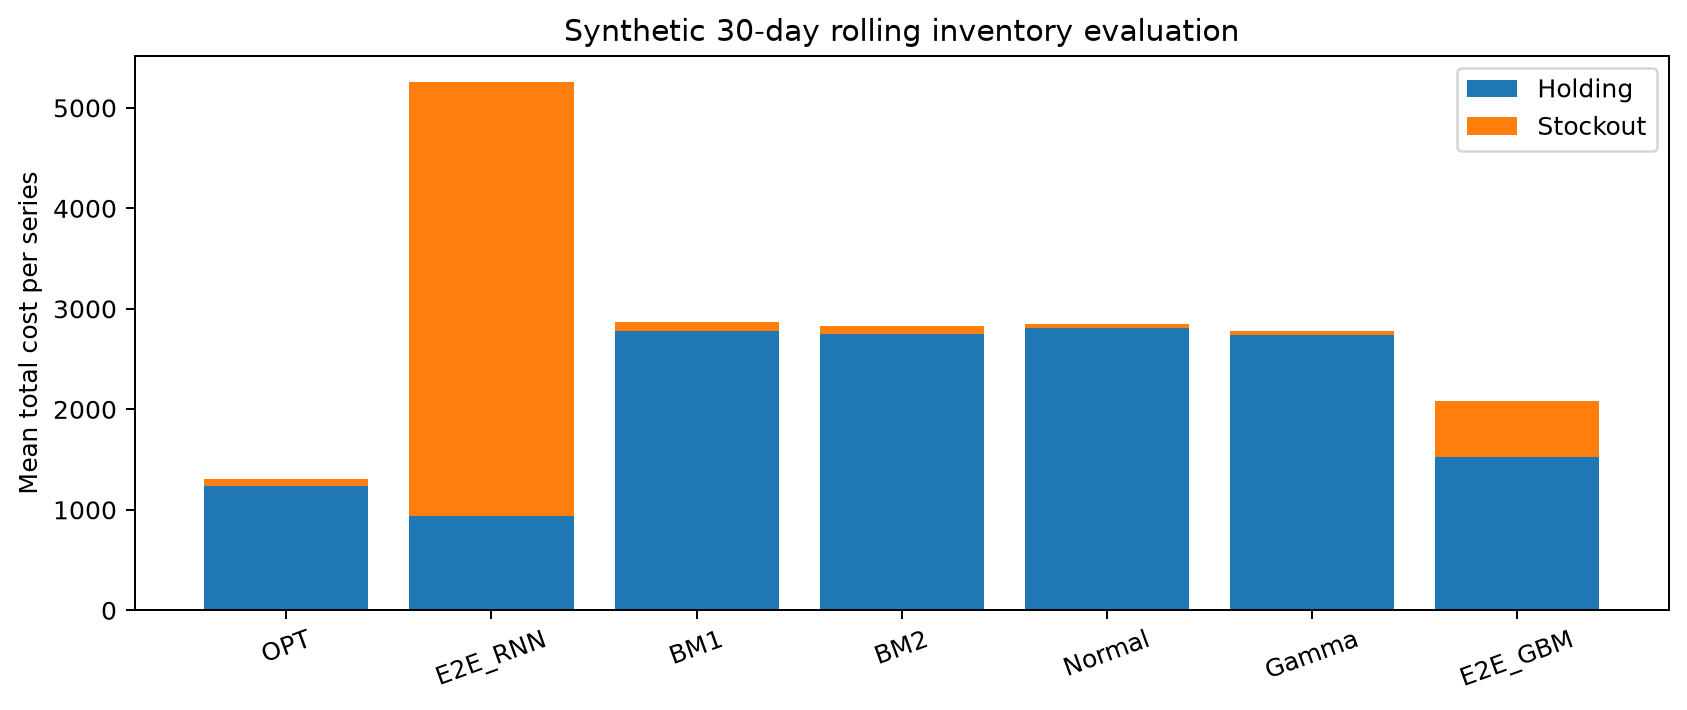 Synthetic 30-day rolling inventory evaluation
Holding
Stockout
Mean total cost per series
5000
4000
3000
2000
1000
0
OPT
E2E_RNN
BM1
BM2
Normal
Gamma
E2E_GBM